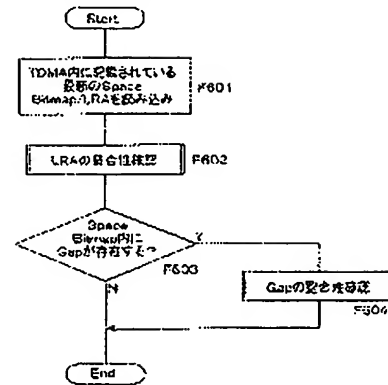 Start
TDMA内に記載されている
最新のSpace
Bitmap,LRAを読み込み
F601
LRAの整合性確認
F602
Space
Bitmap内に
Gapが存在する?
Y
F603
N
Gapの整合性確認
F604
End